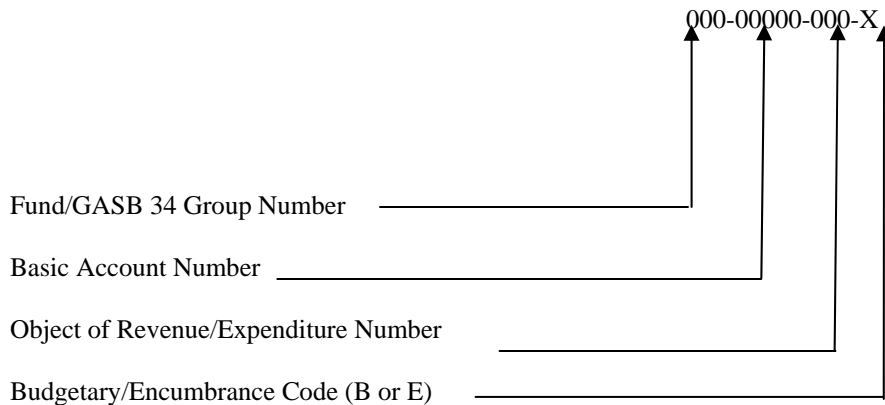 000-00000-000-X
Fund/GASB 34 Group Number
Basic Account Number
Object of Revenue/Expenditure Number
Budgetary/Encumbrance Code (B or E)